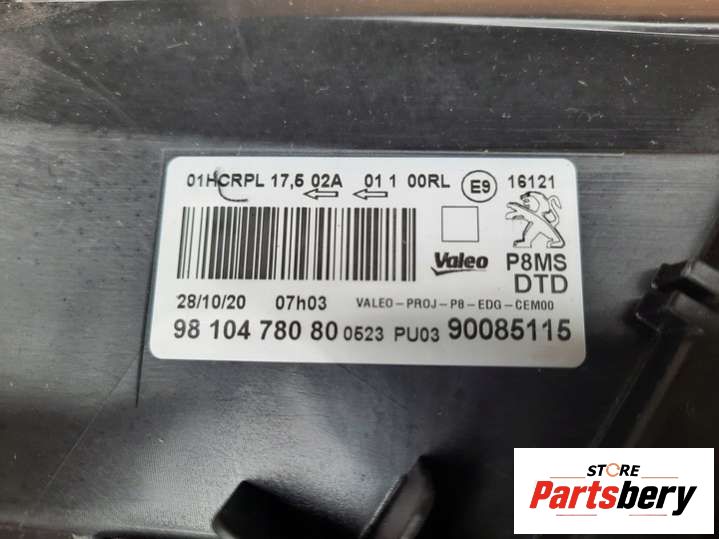 01HCRPL 17,5 02A 01 1 00RL E9 16121
Valeo P8MS
DTD
28/10/20 07h03 VALEO-PROJ-P8-EDG-CEM00
98 104 780 80 0523 PU03 90085115
STORE
Partsbery